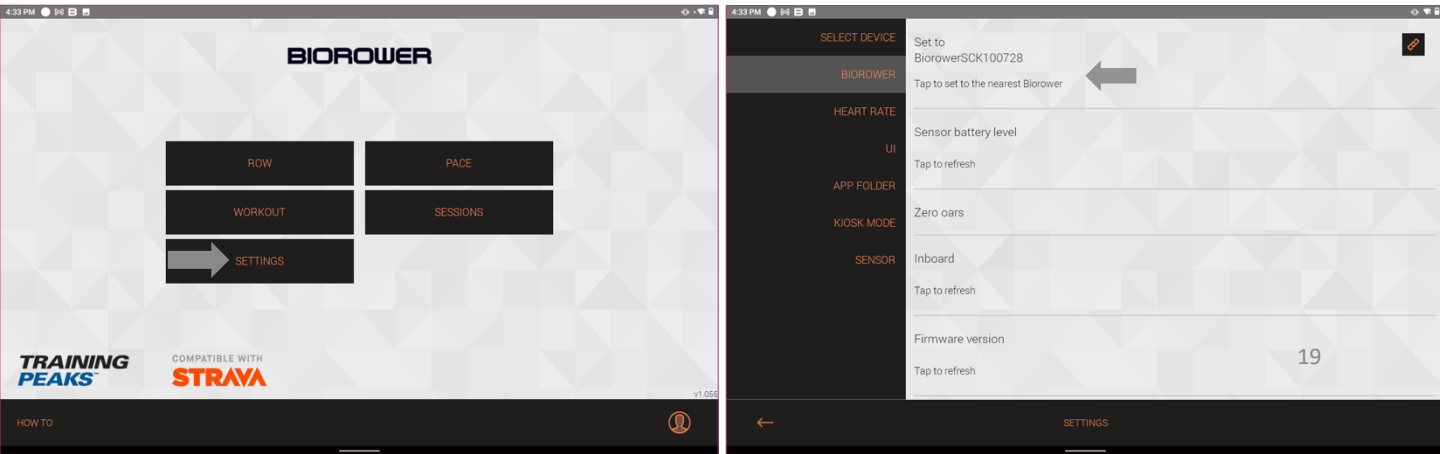 4:33 PM
BIOROWER
ROW
PACE
WORKOUT
SESSIONS
SETTINGS
TRAINING
PEAKS™
COMPATIBLE WITH
STRAVA
v1.055
HOW TO
4:33 PM
SELECT DEVICE
BIOROWER
HEART RATE
UI
APP FOLDER
KIOSK MODE
SENSOR
Set to
BiorowerSCK100728
Tap to set to the nearest Biorower
Sensor battery level
Tap to refresh
Zero oars
Inboard
Tap to refresh
Firmware version
19
Tap to refresh
SETTINGS